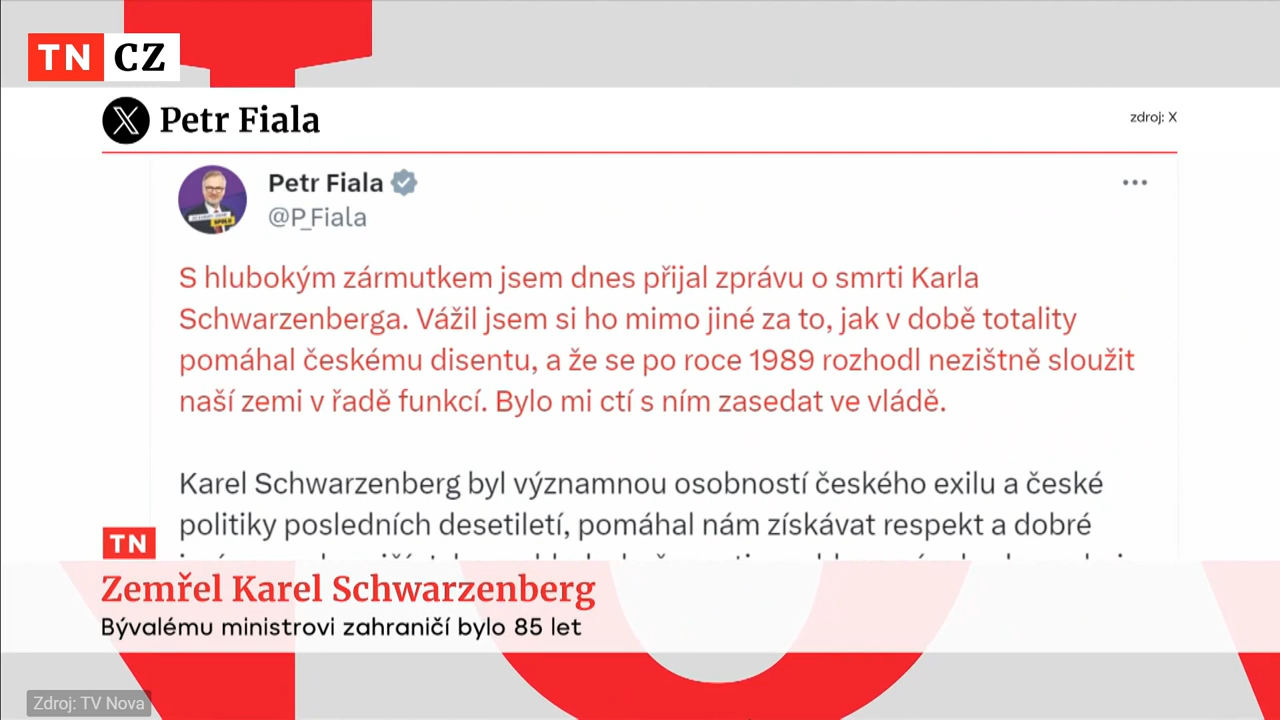 TN CZ
Petr Fiala
zdroj: X
Petr Fiala
@P_Fiala
S hlubokým zármutkem jsem dnes přijal zprávu o smrti Karla
Schwarzenberga. Vážil jsem si ho mimo jiné za to, jak v době totality
pomáhal českému disentu, a že se po roce 1989 rozhodl nezištně sloužit
naší zemi v řadě funkcí. Bylo mi ctí s ním zasedat ve vládě.
Karel Schwarzenberg byl významnou osobností českého exilu a české
politiky posledních desetiletí, pomáhal nám získávat respekt a dobré
TN
Zemřel Karel Schwarzenberg
Bývalému ministrovi zahraničí bylo 85 let
Zdroj: TV Nova